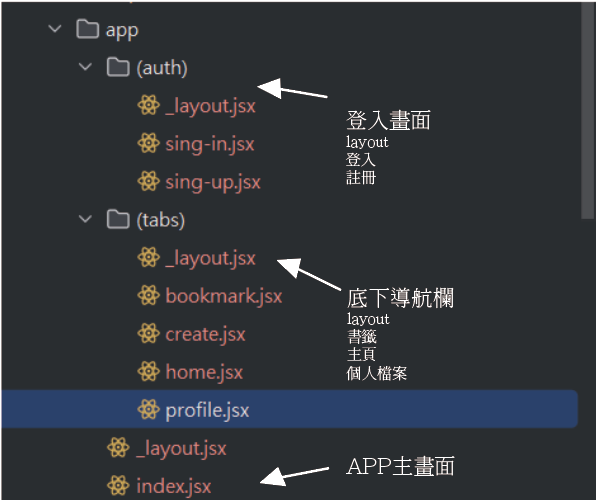 app
(auth)
_layout.jsx
sing-in.jsx
sing-up.jsx
登入畫面
layout
登入
註冊
(tabs)
_layout.jsx
bookmark.jsx
create.jsx
home.jsx
profile.jsx
底下導航欄
layout
書籤
主頁
個人檔案
_layout.jsx
index.jsx
APP主畫面